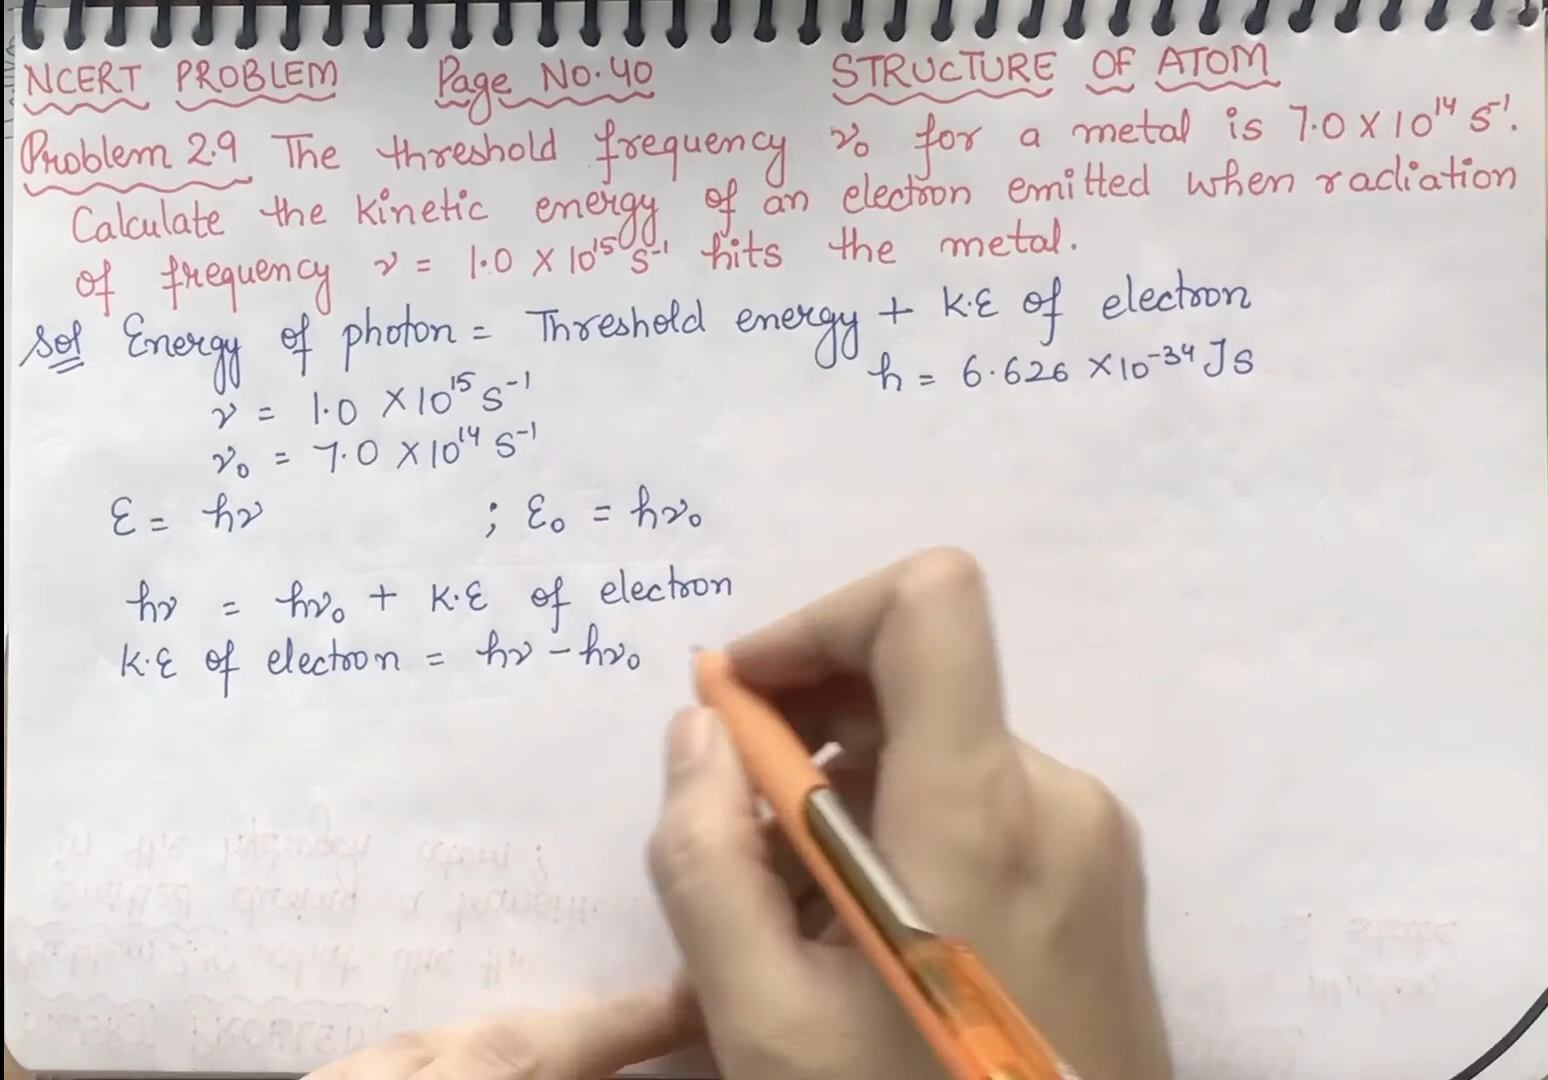 NCERT PROBLEM Page No.40 STRUCTURE OF ATOM
Problem 2.9 The threshold frequency ν₀ for a metal is 7.0 × 10¹⁴ S⁻¹.
Calculate the kinetic energy of an electron emitted when radiation
of frequency ν = 1.0 × 10¹⁵ S⁻¹ hits the metal.
Sol Energy of photon = Threshold energy + K.E of electron
h = 6.626 × 10⁻³⁴ JS
ν = 1.0 × 10¹⁵ S⁻¹
ν₀ = 7.0 × 10¹⁴ S⁻¹
E = hν ; E₀ = hν₀
hν = hν₀ + K.E of electron
K.E of electron = hν - hν₀